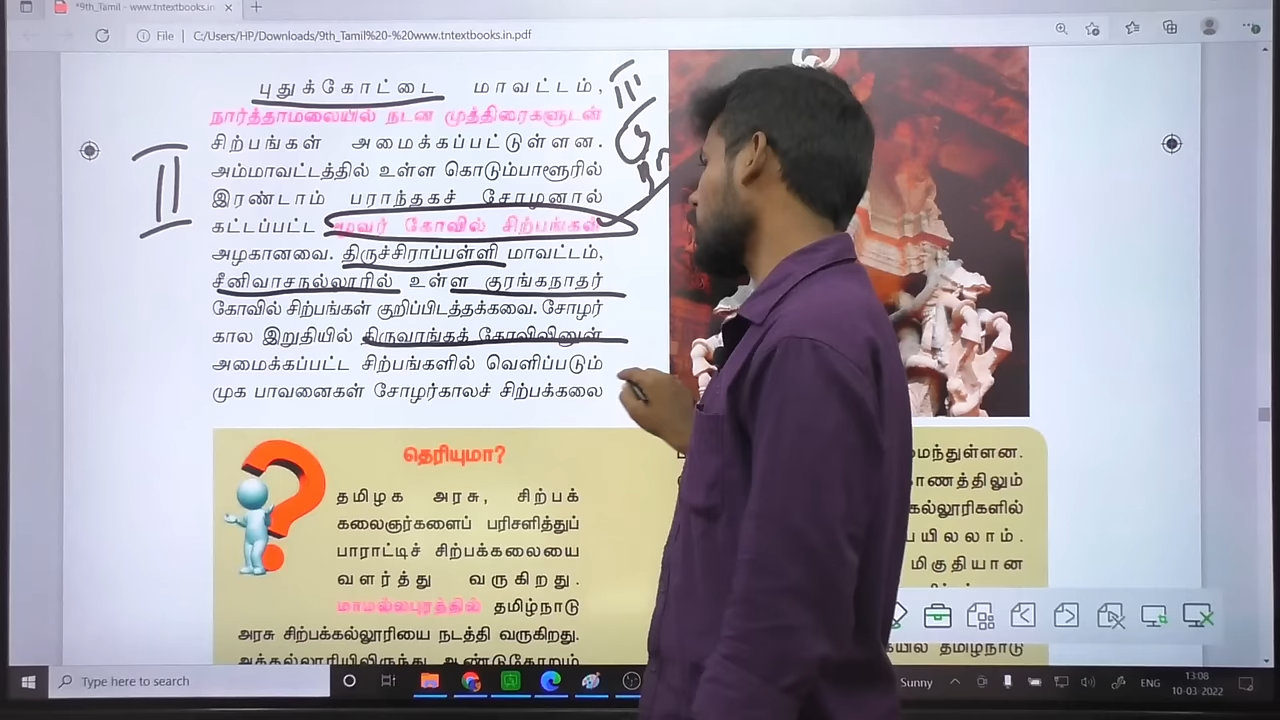 *9th_Tamil - www.tntextbooks.in
File | C:/Users/HP/Downloads/9th_Tamil%20-%20www.tntextbooks.in.pdf
புதுக்கோட்டை மாவட்டம்,
நார்த்தாமலையில் நடன முத்திரைகளுடன்
சிற்பங்கள் அமைக்கப்பட்டுள்ளன.
அம்மாவட்டத்தில் உள்ள கொடும்பாளூரில்
இரண்டாம் பராந்தகச் சோழனால்
கட்டப்பட்ட மூவர் கோவில் சிற்பங்கள்
அழகானவை. திருச்சிராப்பள்ளி மாவட்டம்,
சீனிவாசநல்லூரில் உள்ள குரங்கநாதர்
கோவில் சிற்பங்கள் குறிப்பிடத்தக்கவை. சோழர்
கால இறுதியில் திருவரங்கக் கோவிலினுள்
அமைக்கப்பட்ட சிற்பங்களில் வெளிப்படும்
முக பாவனைகள் சோழர்காலச் சிற்பக்கலை
II
III
தெரியுமா?
தமிழக அரசு, சிற்பக்
கலைஞர்களைப் பரிசளித்துப்
பாராட்டிச் சிற்பக்கலையை
வளர்த்து வருகிறது.
மாமல்லபுரத்தில் தமிழ்நாடு
அரசு சிற்பக்கல்லூரியை நடத்தி வருகிறது.
அக்கல்லூரியிலிருந்து ஆண்டுதோறும்
மிகுதியான
தமிழ்நாடு
Type here to search
Sunny
ENG
13:08
10-03-2022